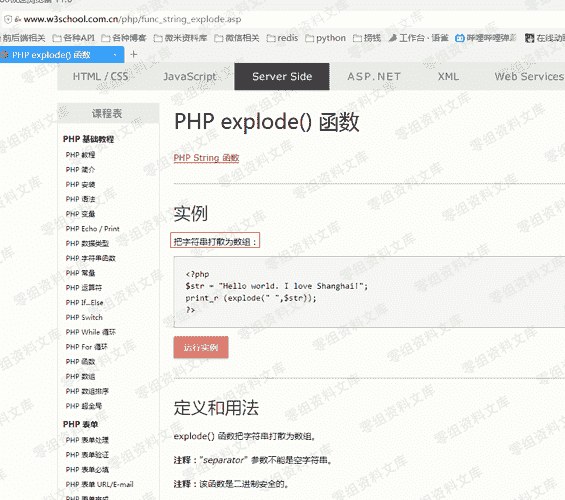 www.w3school.com.cn/php/func_string_explode.asp
前后端相关 各种API 各种博客 微米资料库 微信相关 redis python 捞钱 工作台 · 语雀 哔哩哔哩弹 在线动
PHP explode() 函数 +
HTML / CSS JavaScript Server Side ASP.NET XML Web Services
课程表
PHP 基础教程
PHP 教程
PHP 简介
PHP 安装
PHP 语法
PHP 变量
PHP Echo / Print
PHP 数据类型
PHP 字符串函数
PHP 常量
PHP 运算符
PHP If...Else
PHP Switch
PHP While 循环
PHP For 循环
PHP 函数
PHP 数组
PHP 数组排序
PHP 超全局
PHP 表单
PHP 表单处理
PHP 表单验证
PHP 表单必填
PHP 表单 URL/E-mail
PHP 表单完成
PHP explode() 函数
PHP String 函数
实例
把字符串打散为数组：
<?php
$str = "Hello world. I love Shanghai!";
print_r (explode(" ",$str));
?>
运行实例
定义和用法
explode() 函数把字符串打散为数组。
注释："separator" 参数不能是空字符串。
注释：该函数是二进制安全的。
零组资料文库